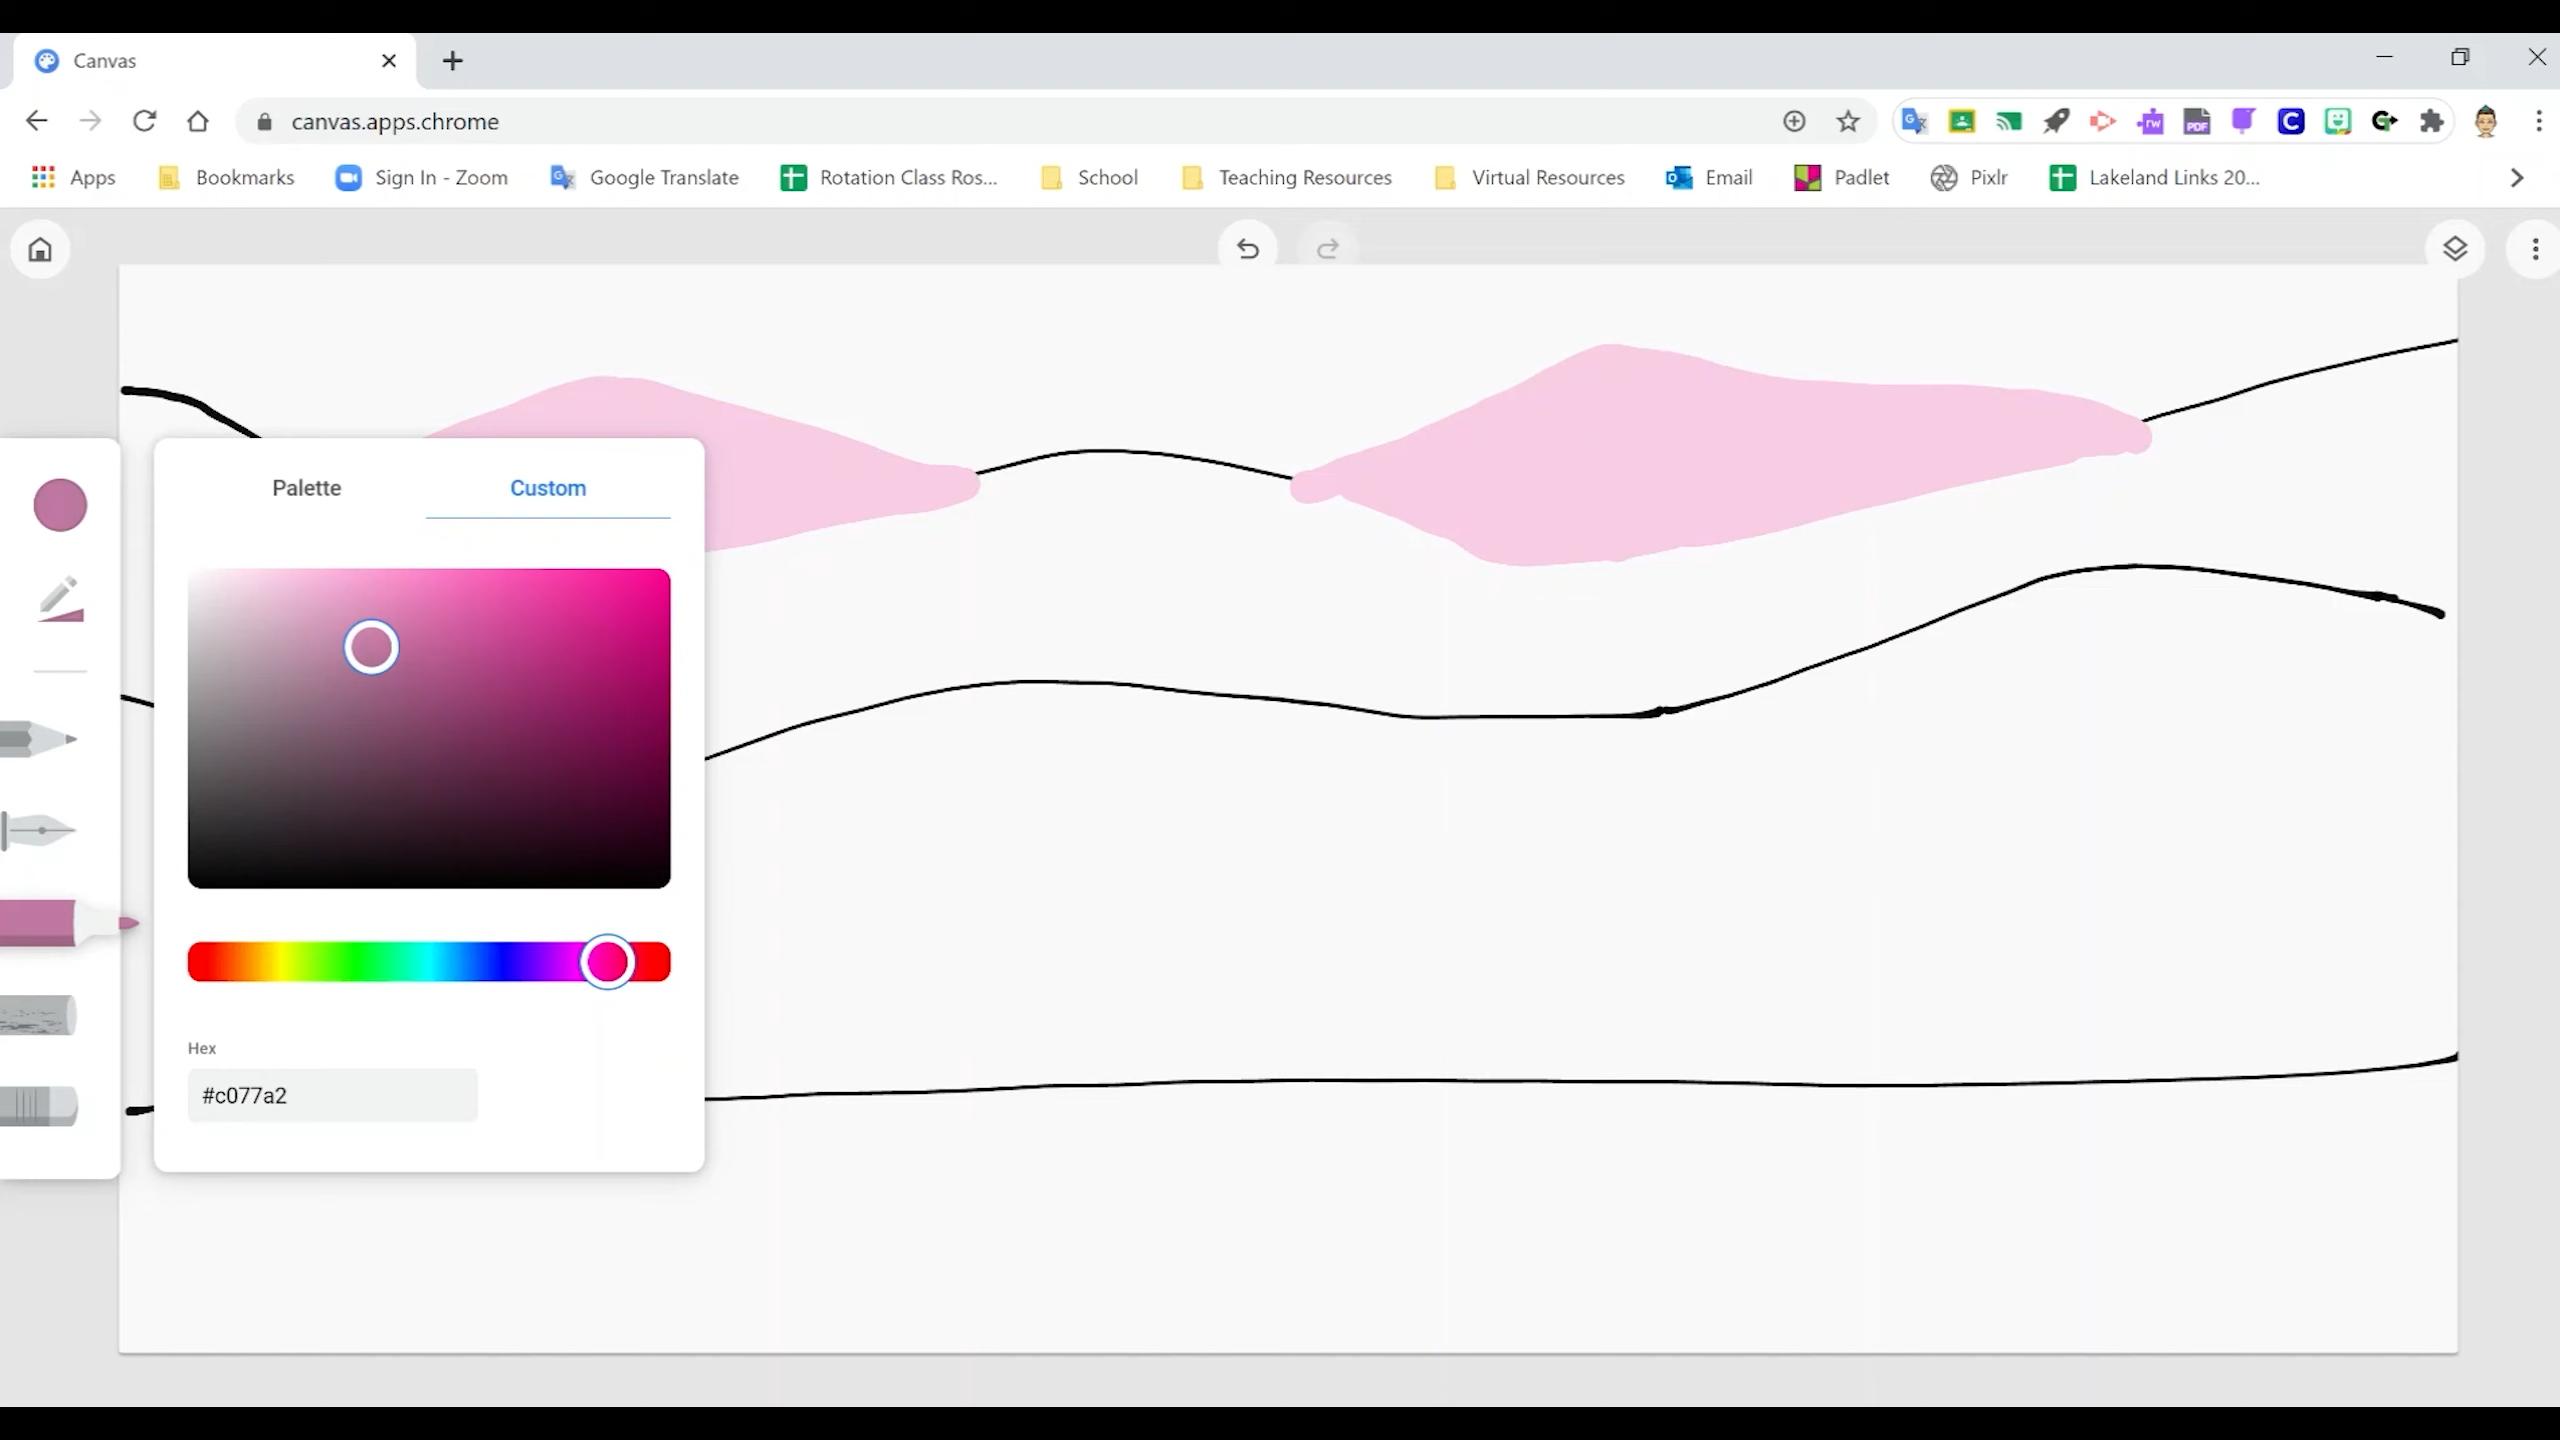 Canvas
canvas.apps.chrome
Apps Bookmarks Sign In - Zoom Google Translate Rotation Class Ros... School Teaching Resources Virtual Resources Email Padlet Pixlr Lakeland Links 20...
Palette Custom
Hex
#c077a2